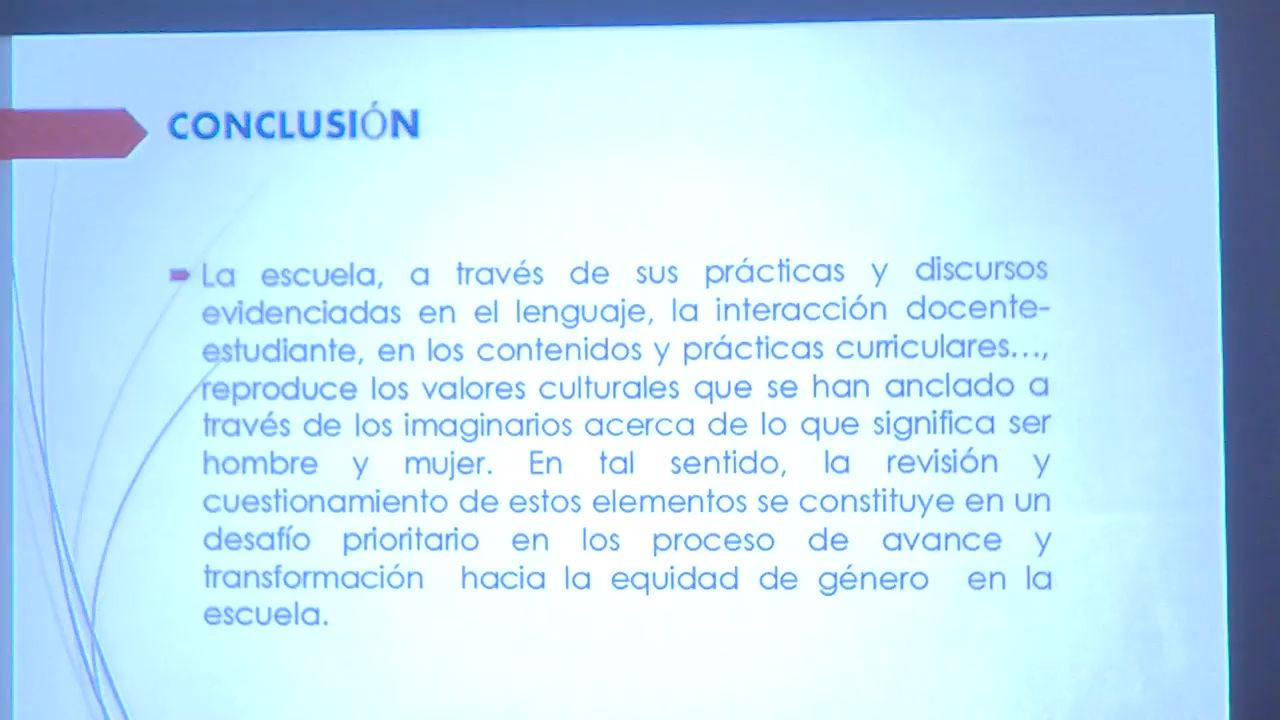 CONCLUSIÓN
La escuela, a través de sus prácticas y discursos
evidenciadas en el lenguaje, la interacción docente-
estudiante, en los contenidos y prácticas curriculares...,
reproduce los valores culturales que se han anclado a
través de los imaginarios acerca de lo que significa ser
hombre y mujer. En tal sentido, la revisión y
cuestionamiento de estos elementos se constituye en un
desafío prioritario en los proceso de avance y
transformación hacia la equidad de género en la
escuela.